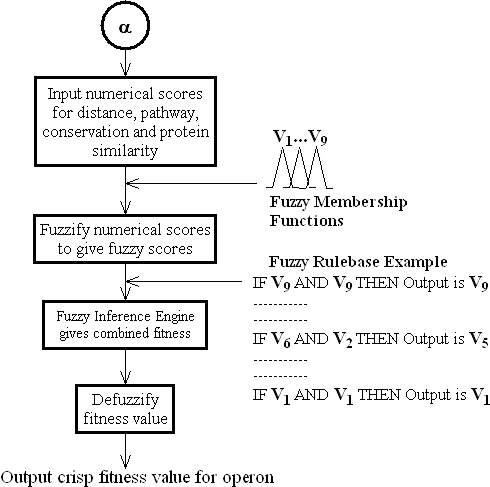 α
Input numerical scores
for distance, pathway,
conservation and protein
similarity
V1...V9
Fuzzy Membership
Functions
Fuzzify numerical scores
to give fuzzy scores
Fuzzy Rulebase Example
IF V9 AND V9 THEN Output is V9
-----------
-----------
IF V6 AND V2 THEN Output is V5
-----------
-----------
IF V1 AND V1 THEN Output is V1
Fuzzy Inference Engine
gives combined fitness
Defuzzify
fitness value
Output crisp fitness value for operon